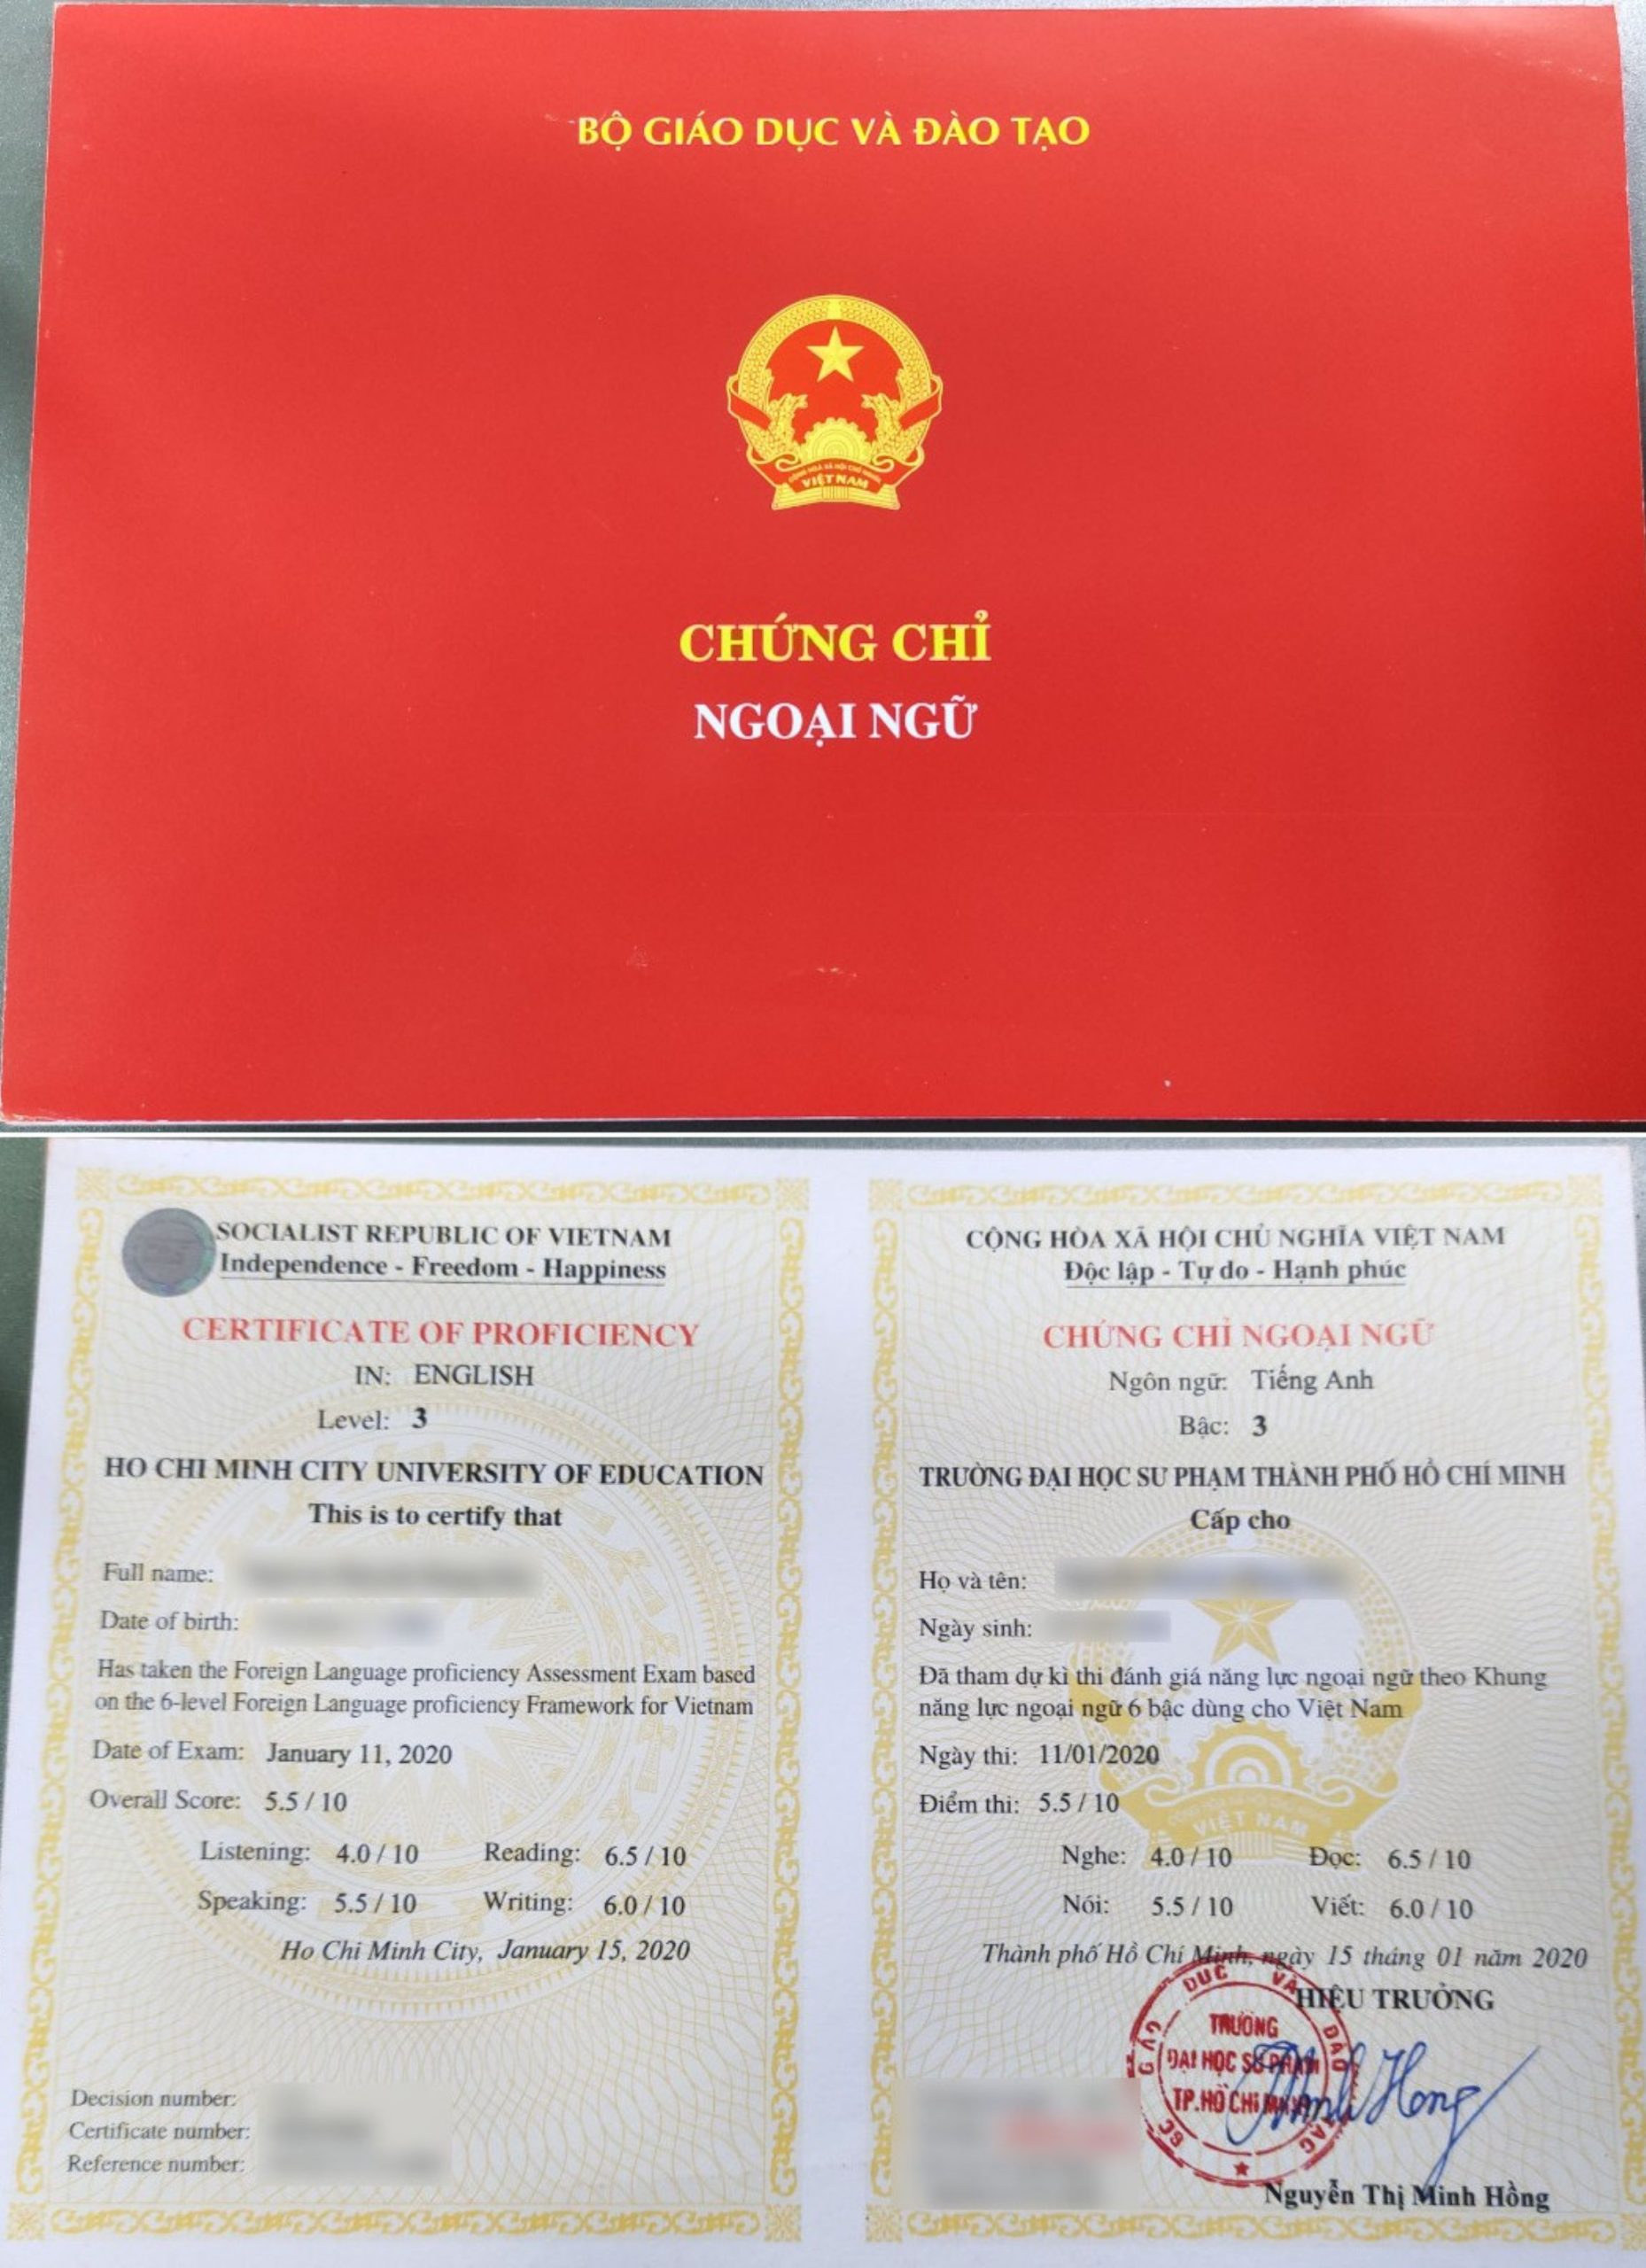 BỘ GIÁO DỤC VÀ ĐÀO TẠO
VIỆT NAM
CHỨNG CHỈ
NGOẠI NGỮ
SOCIALIST REPUBLIC OF VIETNAM
Independence - Freedom - Happiness
CERTIFICATE OF PROFICIENCY
IN: ENGLISH
Level: 3
HO CHI MINH CITY UNIVERSITY OF EDUCATION
This is to certify that
Full name:
Date of birth:
Has taken the Foreign Language proficiency Assessment Exam based
on the 6-level Foreign Language proficiency Framework for Vietnam
Date of Exam: January 11, 2020
Overall Score: 5.5 / 10
Listening: 4.0 / 10 Reading: 6.5 / 10
Speaking: 5.5 / 10 Writing: 6.0 / 10
Ho Chi Minh City, January 15, 2020
Decision number:
Certificate number:
Reference number:
CỘNG HÒA XÃ HỘI CHỦ NGHĨA VIỆT NAM
Độc lập - Tự do - Hạnh phúc
CHỨNG CHỈ NGOẠI NGỮ
Ngôn ngữ: Tiếng Anh
Bậc: 3
TRƯỜNG ĐẠI HỌC SƯ PHẠM THÀNH PHỐ HỒ CHÍ MINH
Cấp cho
Họ và tên:
Ngày sinh:
Đã tham dự kì thi đánh giá năng lực ngoại ngữ theo Khung
năng lực ngoại ngữ 6 bậc dùng cho Việt Nam
Ngày thi: 11/01/2020
Điểm thi: 5.5 / 10
VIỆT NAM
Nghe: 4.0 / 10 Đọc: 6.5 / 10
Nói: 5.5 / 10 Viết: 6.0 / 10
Thành phố Hồ Chí Minh, ngày 15 tháng 01 năm 2020
HIỆU TRƯỞNG
DỤC VÀ ĐÀO
TRƯỜNG
ĐẠI HỌC SƯ PHẠM
TP.HỒ CHÍ MINH
Minh Hong
Nguyễn Thị Minh Hồng